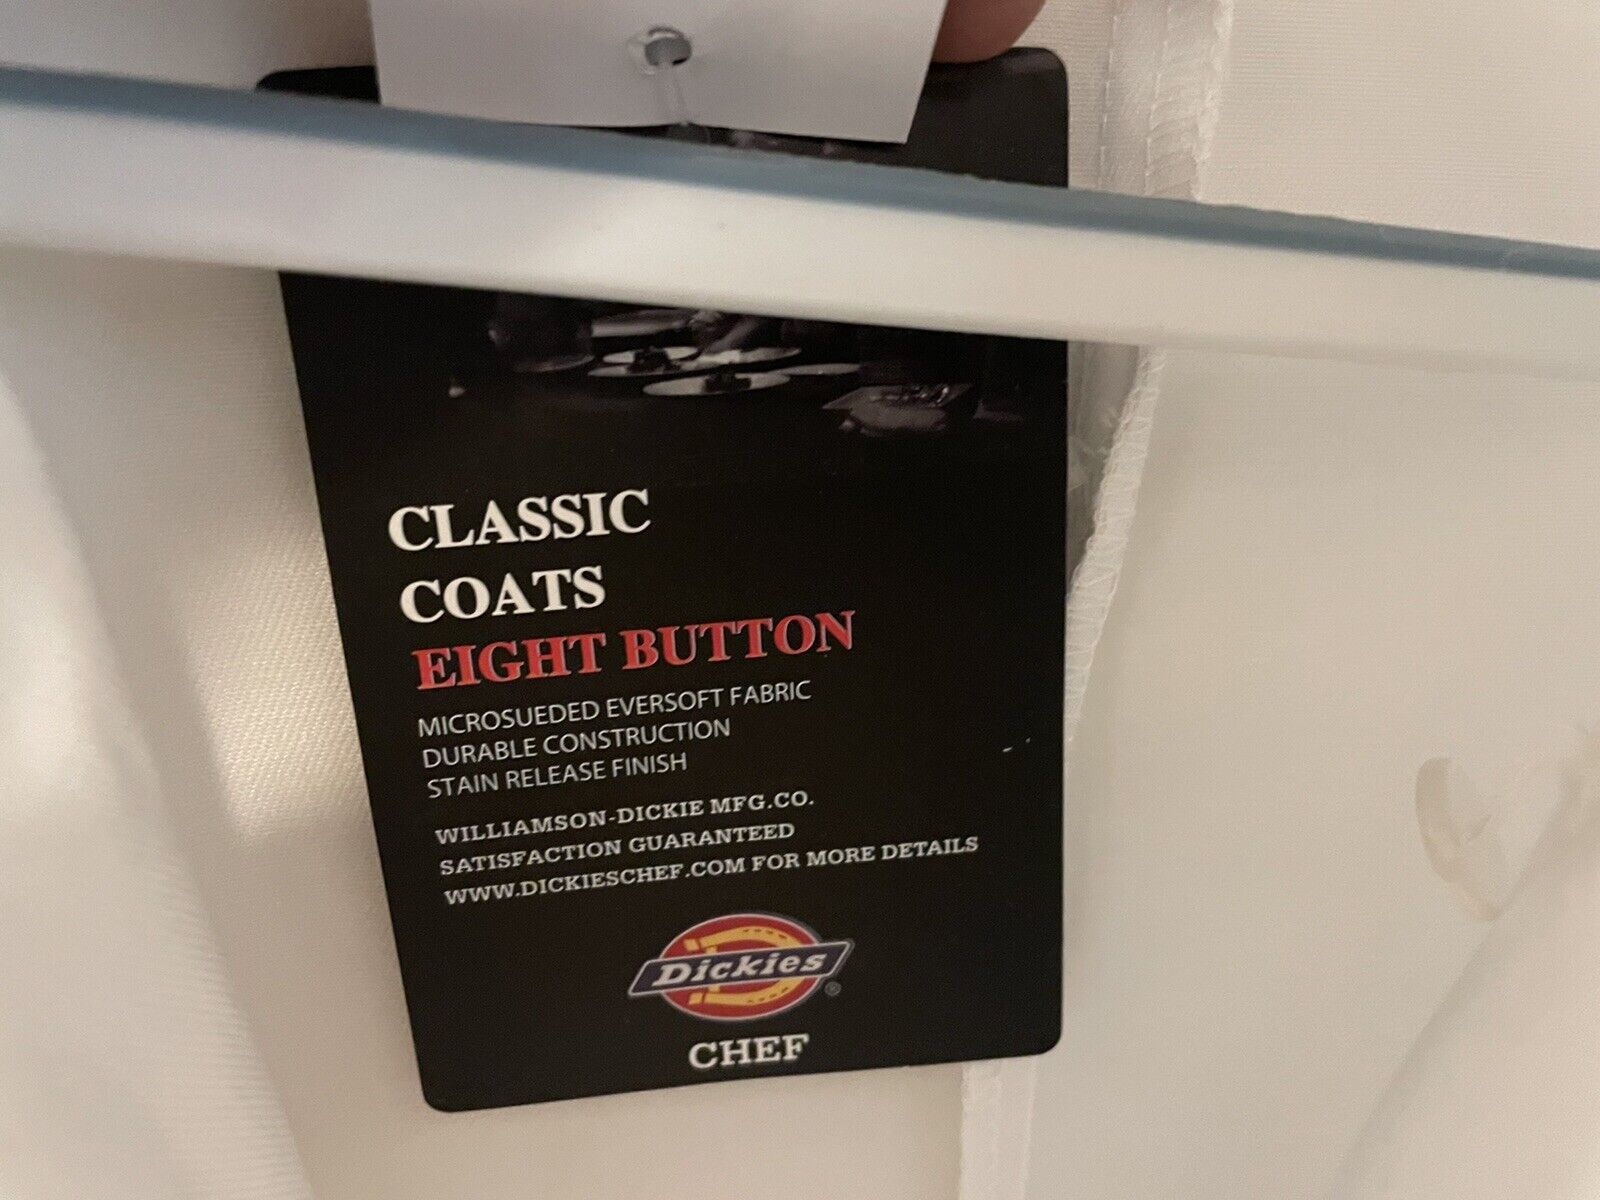 CLASSIC
COATS
EIGHT BUTTON
MICROSUEDED EVERSOFT FABRIC
DURABLE CONSTRUCTION
STAIN RELEASE FINISH
WILLIAMSON-DICKIE MFG.CO.
SATISFACTION GUARANTEED
WWW.DICKIESCHEF.COM FOR MORE DETAILS
Dickies®
CHEF